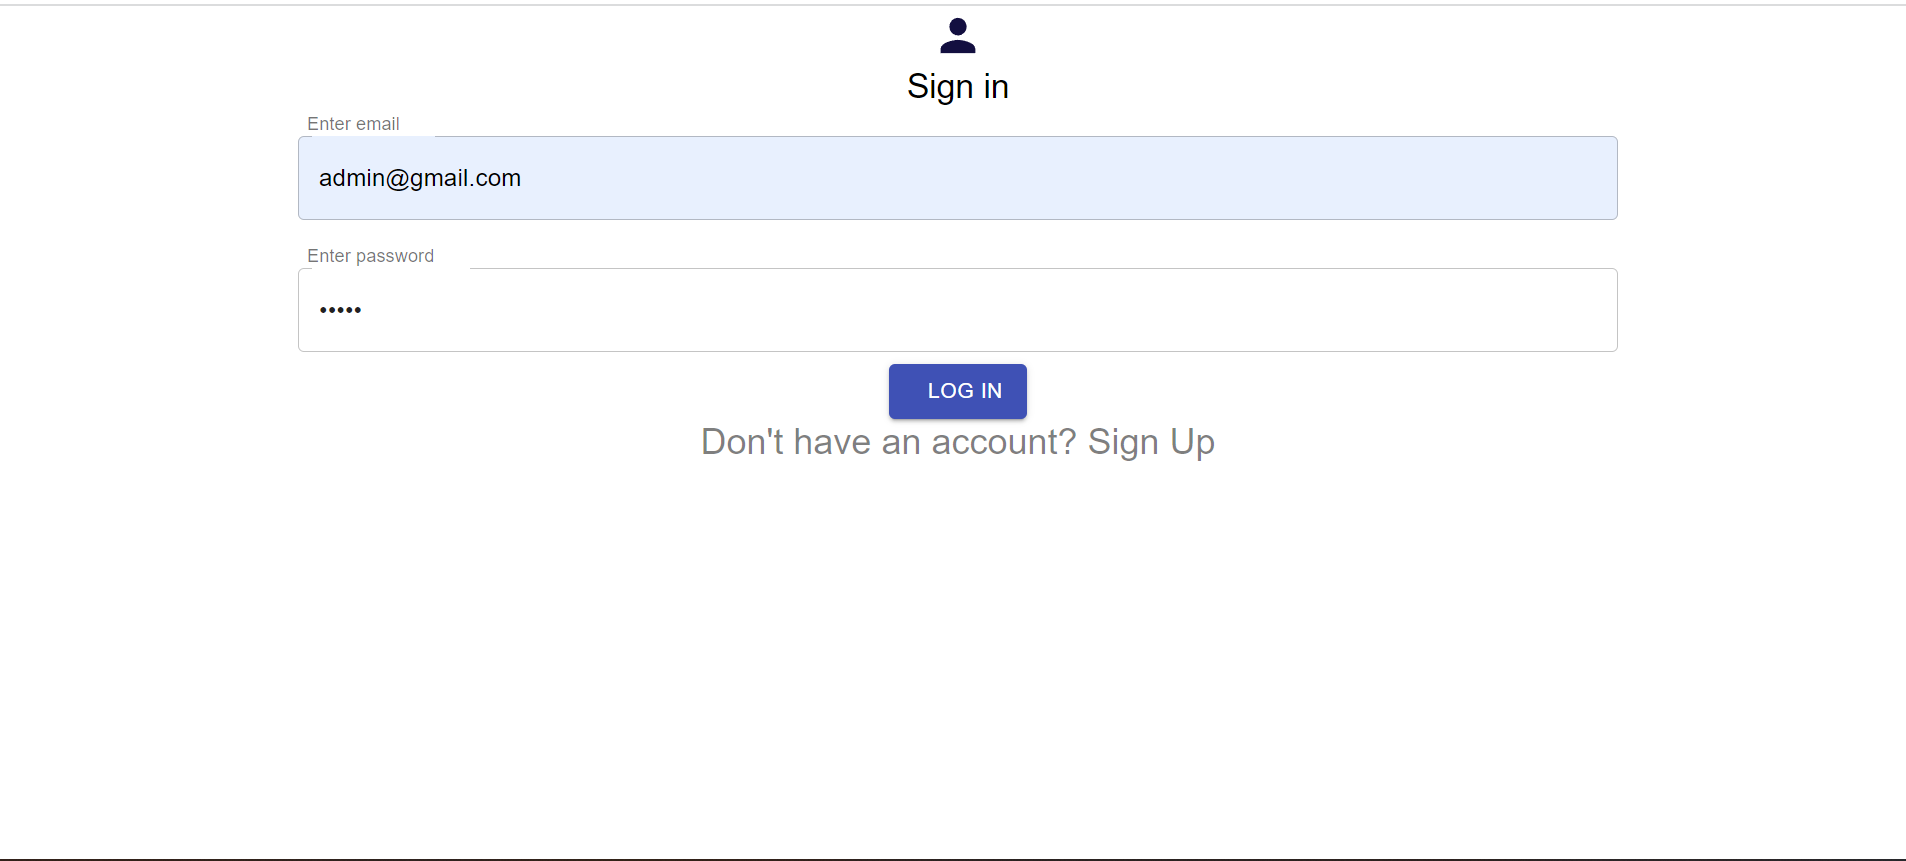 Sign in
Enter email
admin@gmail.com
Enter password
•••••
LOG IN
Don't have an account? Sign Up